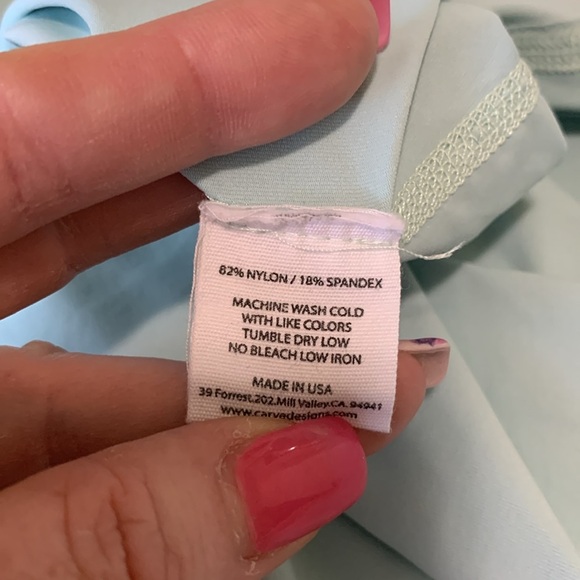 82% NYLON / 18% SPANDEX
MACHINE WASH COLD
WITH LIKE COLORS
TUMBLE DRY LOW
NO BLEACH LOW IRON
MADE IN USA
39 Forrest.202.Mill Valley.CA. 94941
www.carvedesigns.com